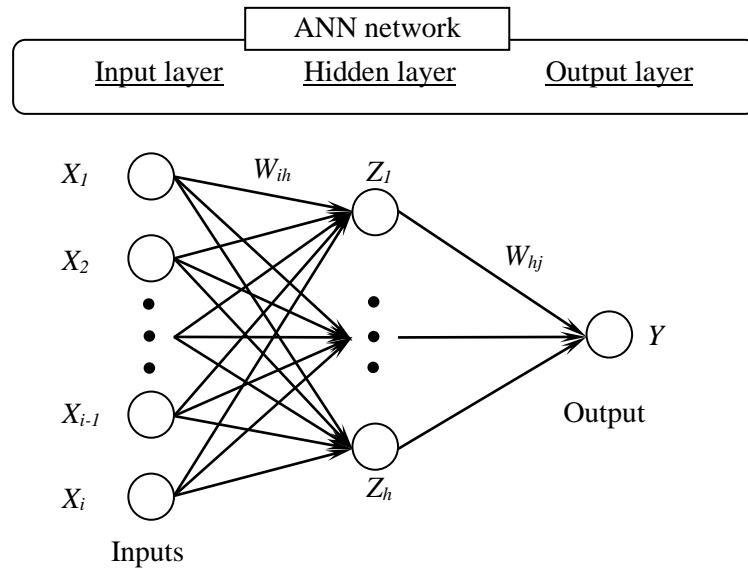 ANN network
Input layer Hidden layer Output layer
X1 Wih Z1
X2 Whj
Y
Xi-1 Output
Xi Zh
Inputs